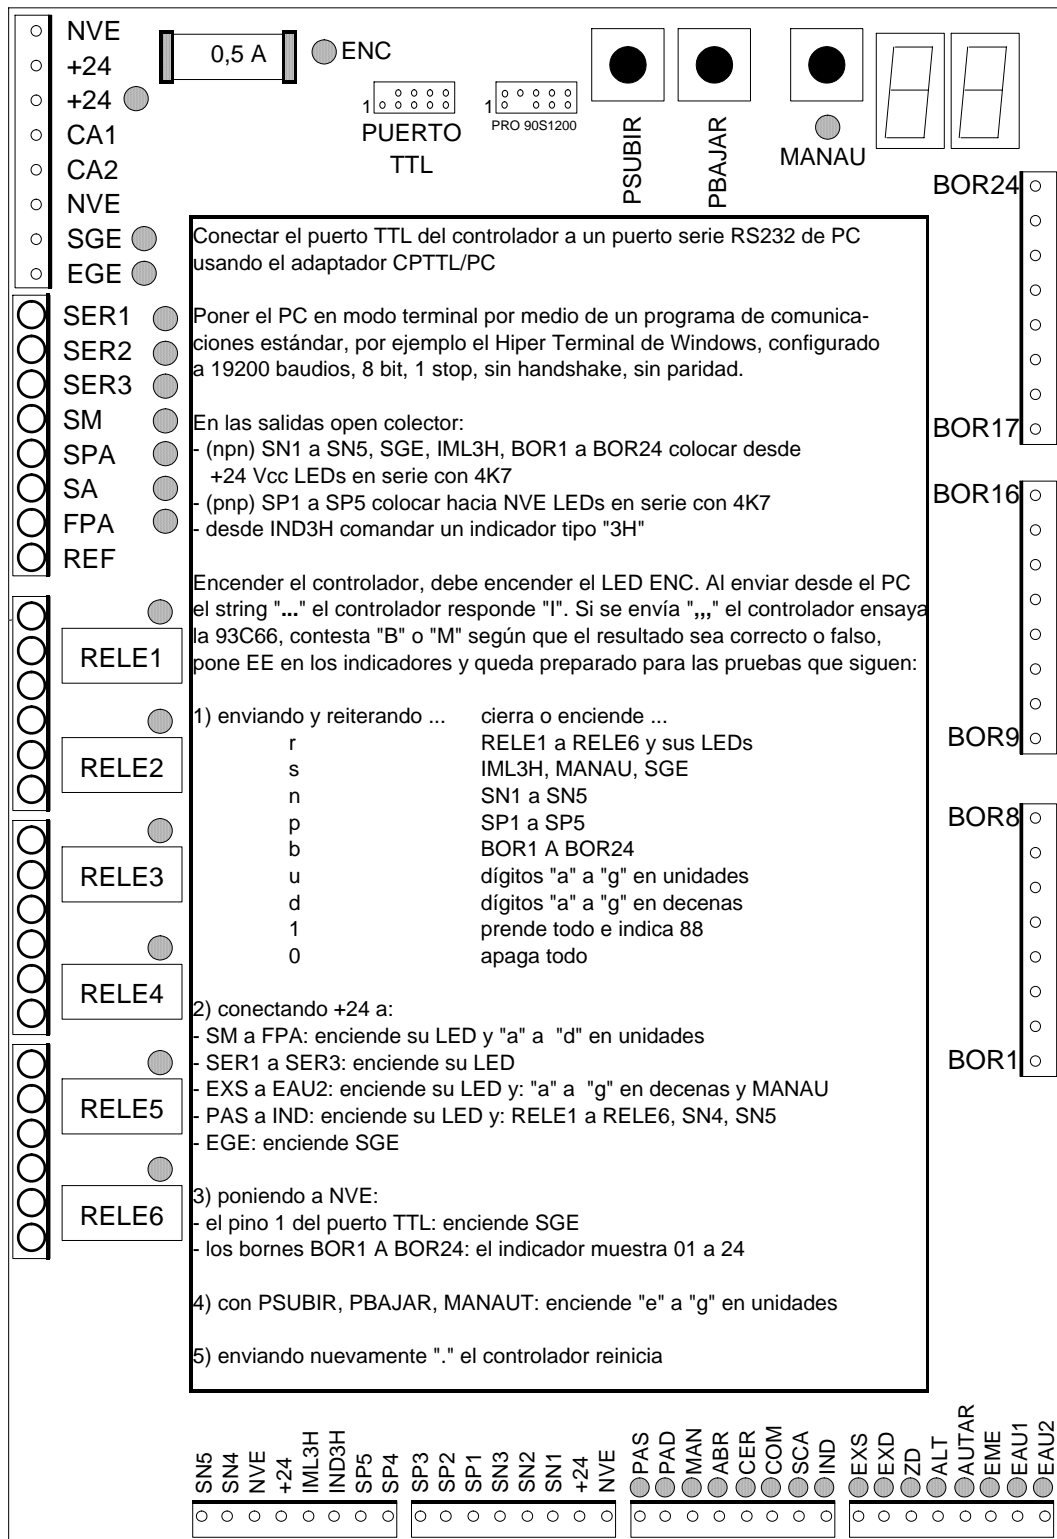 NVE
+24
+24
CA1
CA2
NVE
SGE
EGE
SER1
SER2
SER3
SM
SPA
SA
FPA
REF
0,5 A
ENC
1
PUERTO
TTL
1
PRO 90S1200
PSUBIR
PBAJAR
MANAU
BOR24
BOR17
BOR16
BOR9
BOR8
BOR1
RELE1
RELE2
RELE3
RELE4
RELE5
RELE6
Conectar el puerto TTL del controlador a un puerto serie RS232 de PC
usando el adaptador CPTTL/PC
Poner el PC en modo terminal por medio de un programa de comunica-
ciones estándar, por ejemplo el Hiper Terminal de Windows, configurado
a 19200 baudios, 8 bit, 1 stop, sin handshake, sin paridad.
En las salidas open colector:
- (npn) SN1 a SN5, SGE, IML3H, BOR1 a BOR24 colocar desde
+24 Vcc LEDs en serie con 4K7
- (pnp) SP1 a SP5 colocar hacia NVE LEDs en serie con 4K7
- desde IND3H comandar un indicador tipo "3H"
Encender el controlador, debe encender el LED ENC. Al enviar desde el PC
el string "..." el controlador responde "I". Si se envía ",,," el controlador ensaya
la 93C66, contesta "B" o "M" según que el resultado sea correcto o falso,
pone EE en los indicadores y queda preparado para las pruebas que siguen:
1) enviando y reiterando ... cierra o enciende ...
r RELE1 a RELE6 y sus LEDs
s IML3H, MANAU, SGE
n SN1 a SN5
p SP1 a SP5
b BOR1 A BOR24
u dígitos "a" a "g" en unidades
d dígitos "a" a "g" en decenas
1 prende todo e indica 88
0 apaga todo
2) conectando +24 a:
- SM a FPA: enciende su LED y "a" a "d" en unidades
- SER1 a SER3: enciende su LED
- EXS a EAU2: enciende su LED y: "a" a "g" en decenas y MANAU
- PAS a IND: enciende su LED y: RELE1 a RELE6, SN4, SN5
- EGE: enciende SGE
3) poniendo a NVE:
- el pino 1 del puerto TTL: enciende SGE
- los bornes BOR1 A BOR24: el indicador muestra 01 a 24
4) con PSUBIR, PBAJAR, MANAUT: enciende "e" a "g" en unidades
5) enviando nuevamente "." el controlador reinicia
SN5
SN4
NVE
+24
IML3H
IND3H
SP5
SP4
SP3
SP2
SP1
SN3
SN2
SN1
+24
NVE
PAS
PAD
MAN
ABR
CER
COM
SCA
IND
EXS
EXD
ZD
ALT
AUTAR
EME
EAU1
EAU2